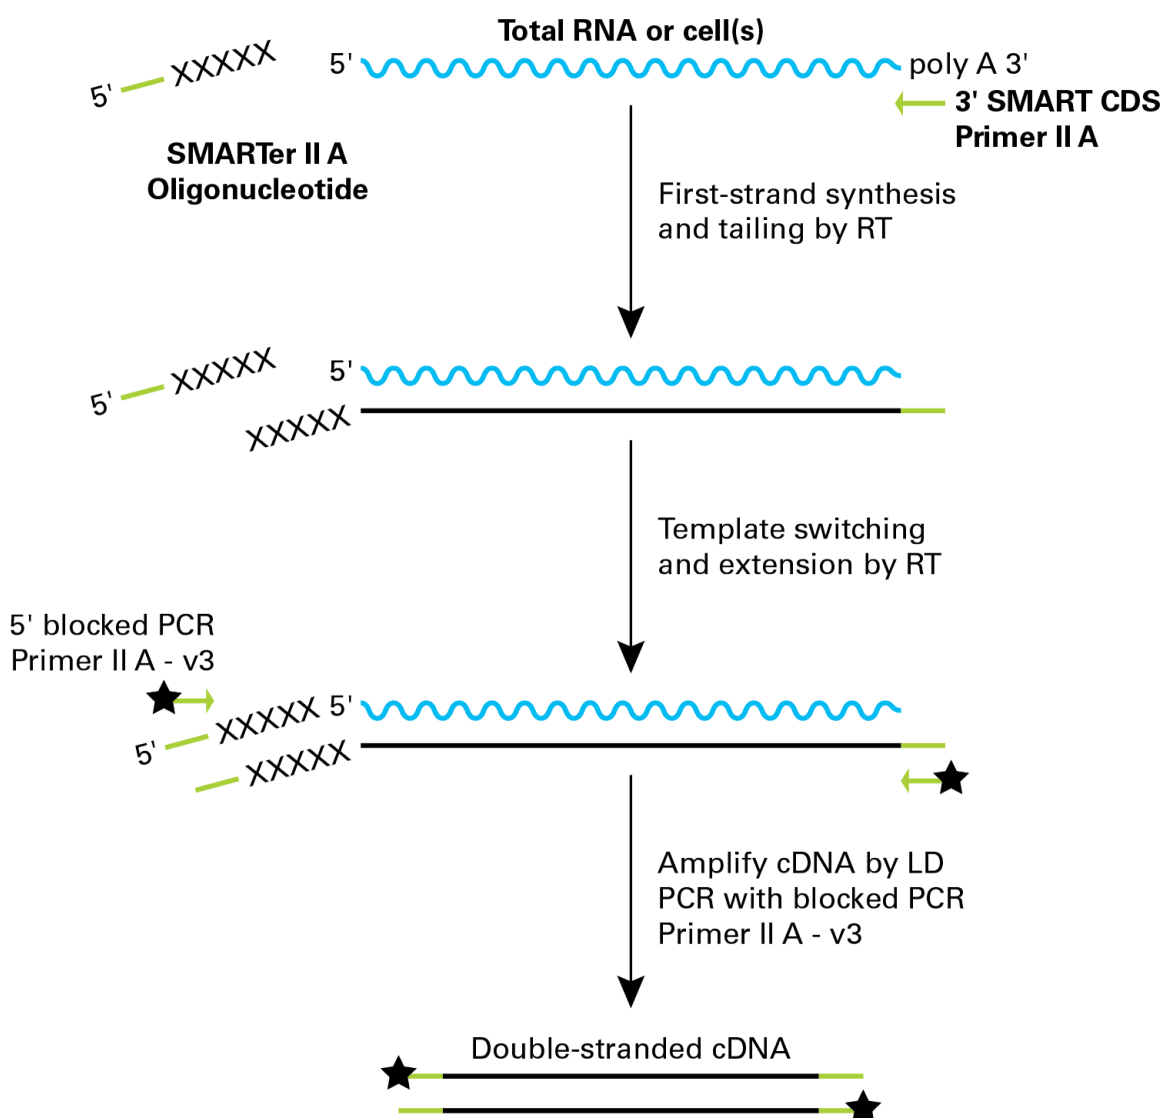 Total RNA or cell(s)
5' XXXXX
5'
poly A 3'
3' SMART CDS
Primer II A
SMARTer II A
Oligonucleotide
First-strand synthesis
and tailing by RT
5' XXXXX
5'
XXXXX
Template switching
and extension by RT
5' blocked PCR
Primer II A - v3
5' XXXXX
5'
XXXXX
Amplify cDNA by LD
PCR with blocked PCR
Primer II A - v3
Double-stranded cDNA